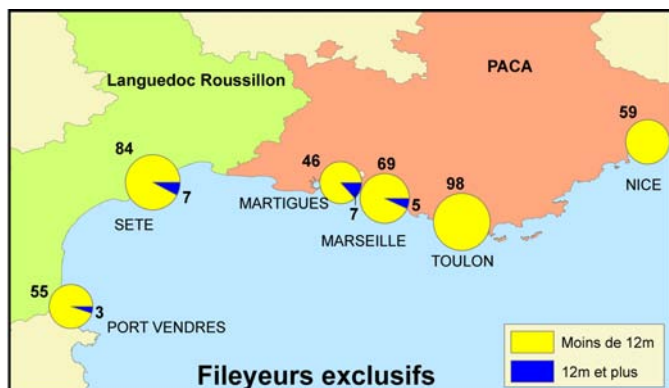 Languedoc Roussillon
PACA
59
NICE
84
7
SETE
46
7
MARTIGUES
69
5
MARSEILLE
98
TOULON
55
3
PORT VENDRES
Fileyeurs exclusifs
Moins de 12m
12m et plus